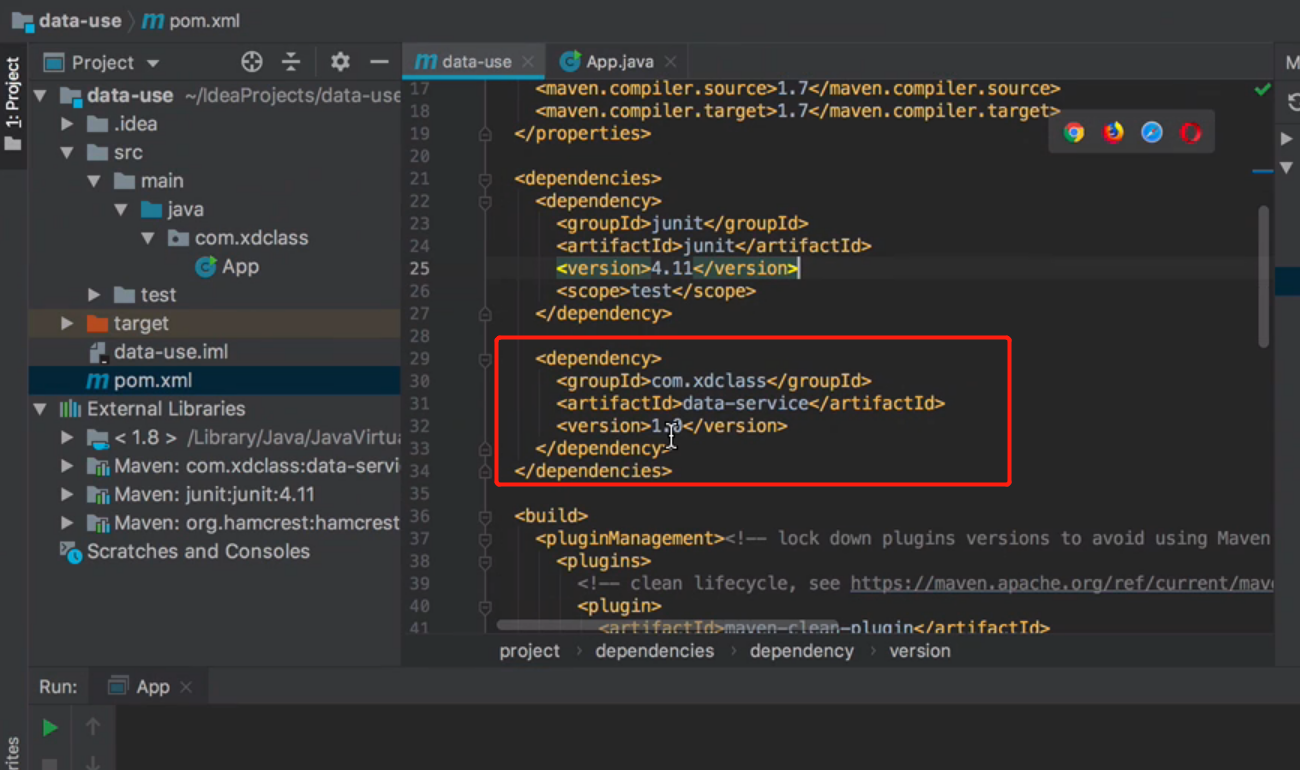 data-use
pom.xml
1: Project
Project
data-use ~/IdeaProjects/data-use
.idea
src
main
java
com.xdclass
App
test
target
data-use.iml
pom.xml
External Libraries
< 1.8 > /Library/Java/JavaVirtua
Maven: com.xdclass:data-servi
Maven: junit:junit:4.11
Maven: org.hamcrest:hamcrest
Scratches and Consoles
data-use
App.java
M
17 <maven.compiler.source>1.7</maven.compiler.source>
18 <maven.compiler.target>1.7</maven.compiler.target>
19 </properties>
20
21 <dependencies>
22 <dependency>
23 <groupId>junit</groupId>
24 <artifactId>junit</artifactId>
25 <version>4.11</version>
26 <scope>test</scope>
27 </dependency>
28
29 <dependency>
30 <groupId>com.xdclass</groupId>
31 <artifactId>data-service</artifactId>
32 <version>1.0</version>
33 </dependency>
34 </dependencies>
35
36 <build>
37 <pluginManagement><!-- lock down plugins versions to avoid using Maven
38 <plugins>
39 <!-- clean lifecycle, see https://maven.apache.org/ref/current/mave
40 <plugin>
41 <artifactId>maven-clean-plugin</artifactId>
project › dependencies › dependency › version
Run: App
rites